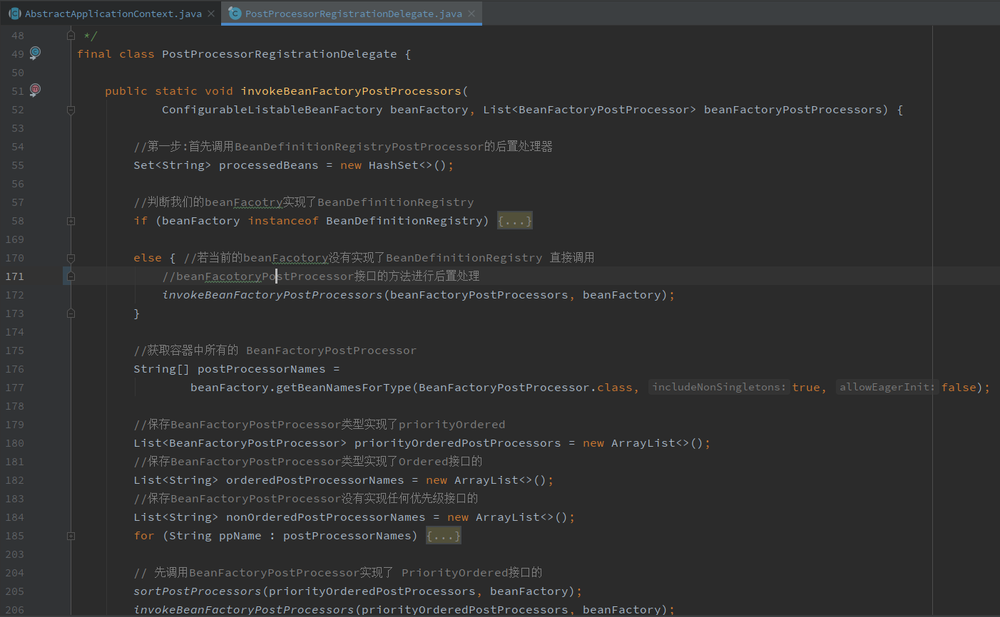 AbstractApplicationContext.java PostProcessorRegistrationDelegate.java
48 */
49 final class PostProcessorRegistrationDelegate {
50
51 public static void invokeBeanFactoryPostProcessors(
52 ConfigurableListableBeanFactory beanFactory, List<BeanFactoryPostProcessor> beanFactoryPostProcessors) {
53
54 //第一步:首先调用BeanDefinitionRegistryPostProcessor的后置处理器
55 Set<String> processedBeans = new HashSet<>();
56
57 //判断我们的beanFacotry实现了BeanDefinitionRegistry
58 if (beanFactory instanceof BeanDefinitionRegistry) {...}
169
170 else { //若当前的beanFacotory没有实现了BeanDefinitionRegistry 直接调用
171 //beanFacotoryPostProcessor接口的方法进行后置处理
172 invokeBeanFactoryPostProcessors(beanFactoryPostProcessors, beanFactory);
173 }
174
175 //获取容器中所有的 BeanFactoryPostProcessor
176 String[] postProcessorNames =
177 beanFactory.getBeanNamesForType(BeanFactoryPostProcessor.class, includeNonSingletons: true, allowEagerInit: false);
178
179 //保存BeanFactoryPostProcessor类型实现了priorityOrdered
180 List<BeanFactoryPostProcessor> priorityOrderedPostProcessors = new ArrayList<>();
181 //保存BeanFactoryPostProcessor类型实现了Ordered接口的
182 List<String> orderedPostProcessorNames = new ArrayList<>();
183 //保存BeanFactoryPostProcessor没有实现任何优先级接口的
184 List<String> nonOrderedPostProcessorNames = new ArrayList<>();
185 for (String ppName : postProcessorNames) {...}
203
204 // 先调用BeanFactoryPostProcessor实现了 PriorityOrdered接口的
205 sortPostProcessors(priorityOrderedPostProcessors, beanFactory);
206 invokeBeanFactoryPostProcessors(priorityOrderedPostProcessors, beanFactory);